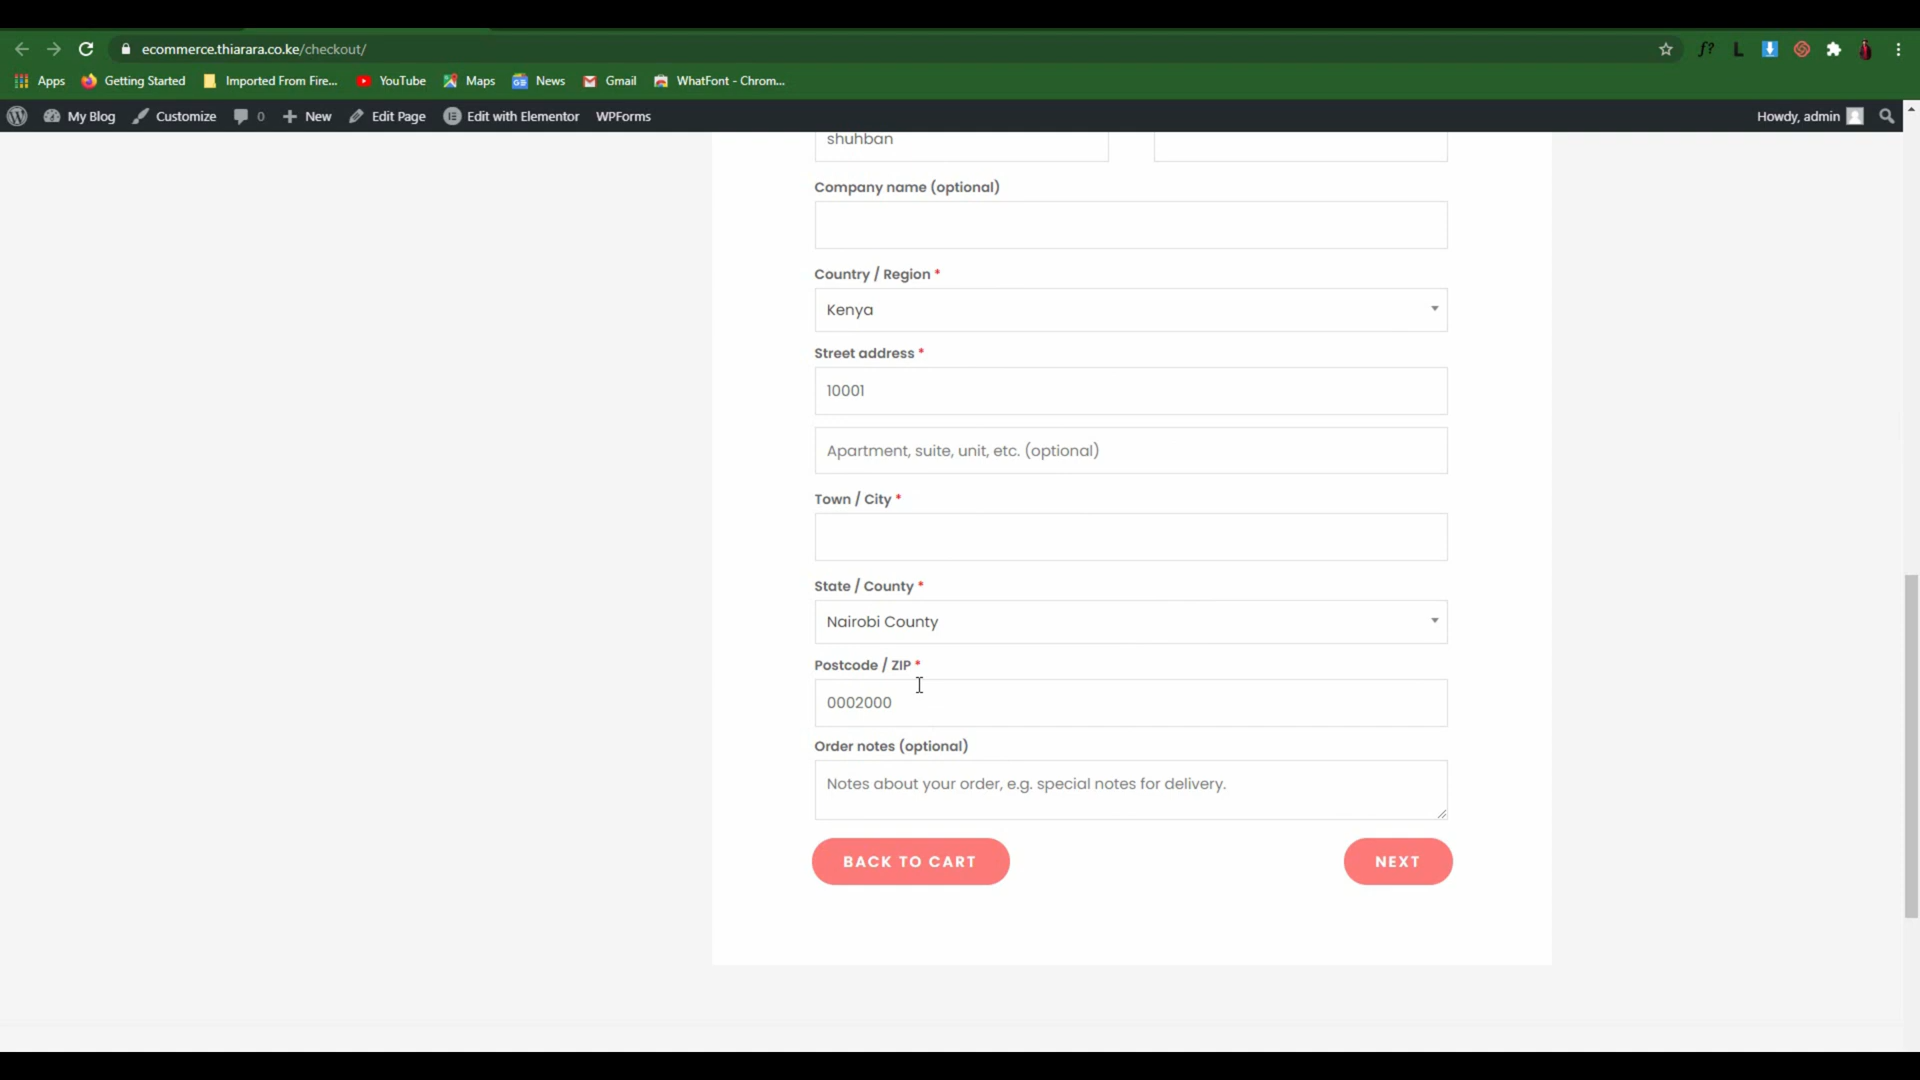 ecommerce.thiarara.co.ke/checkout/
f? L
Apps Getting Started Imported From Fire... YouTube Maps News Gmail WhatFont - Chrom...
My Blog Customize 0 New Edit Page Edit with Elementor WPForms Howdy, admin
shuhban
Company name (optional)
Country / Region *
Kenya
Street address *
10001
Apartment, suite, unit, etc. (optional)
Town / City *
State / County *
Nairobi County
Postcode / ZIP *
0002000
Order notes (optional)
Notes about your order, e.g. special notes for delivery.
BACK TO CART NEXT